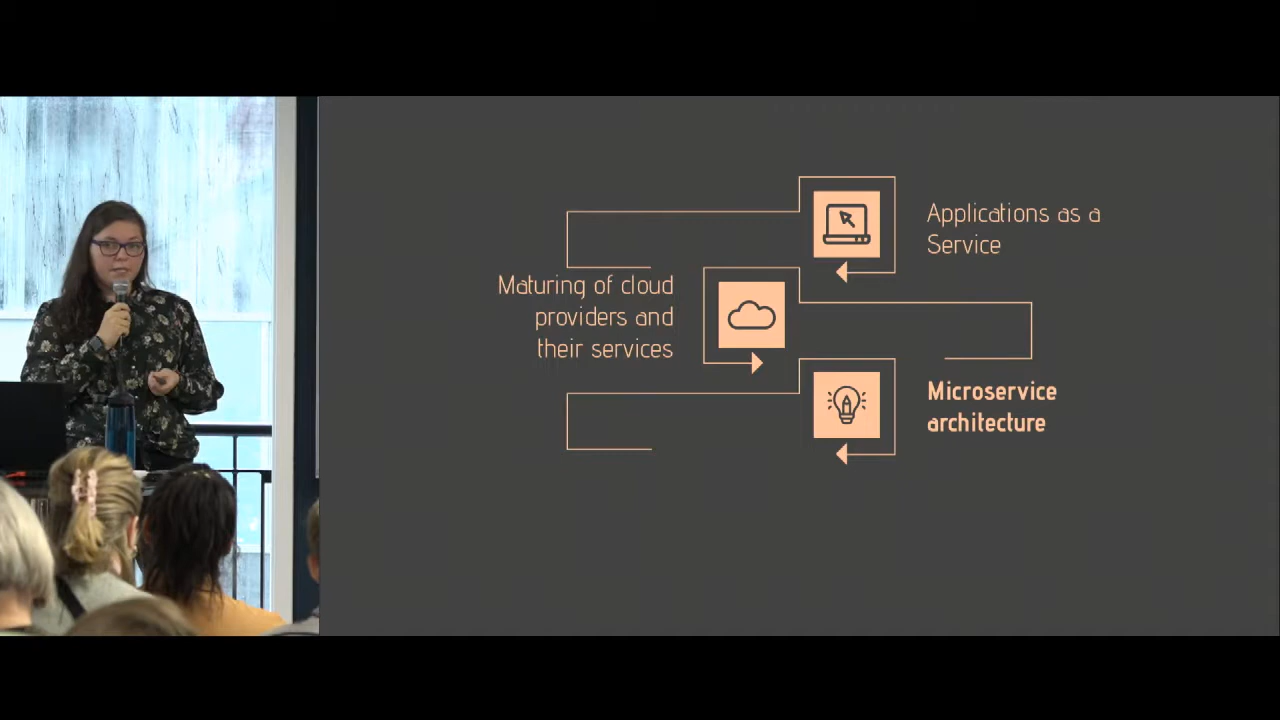 Applications as a
Service
Maturing of cloud
providers and
their services
Microservice
architecture